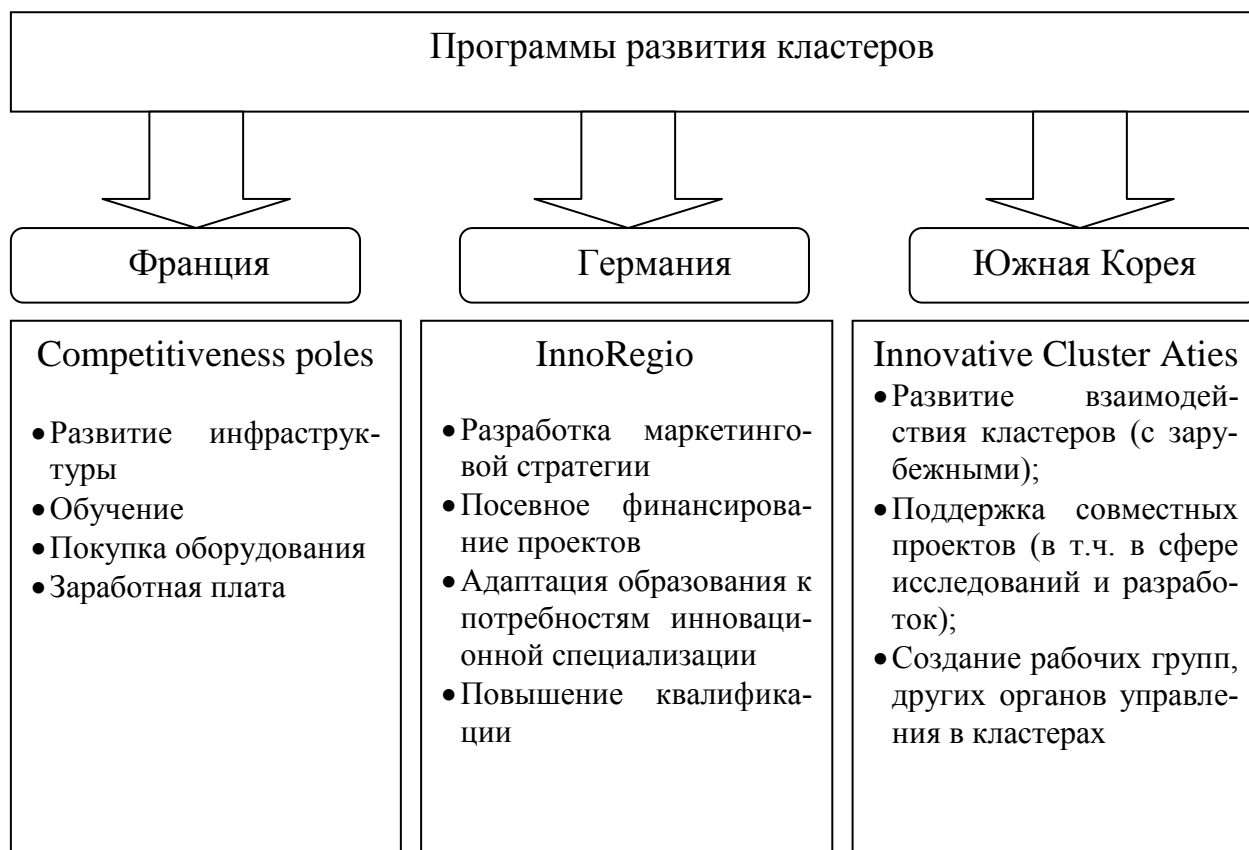 Программы развития кластеров
Франция
Германия
Южная Корея
Competitiveness poles
• Развитие инфраструк-
туры
• Обучение
• Покупка оборудования
• Заработная плата
InnoRegio
• Разработка маркетинго-
вой стратегии
• Посевное финансирова-
ние проектов
• Адаптация образования к
потребностям инноваци-
онной специализации
• Повышение квалифика-
ции
Innovative Cluster Aties
• Развитие взаимодей-
ствия кластеров (с зару-
бежными);
• Поддержка совместных
проектов (в т.ч. в сфере
исследований и разрабо-
ток);
• Создание рабочих групп,
других органов управле-
ния в кластерах